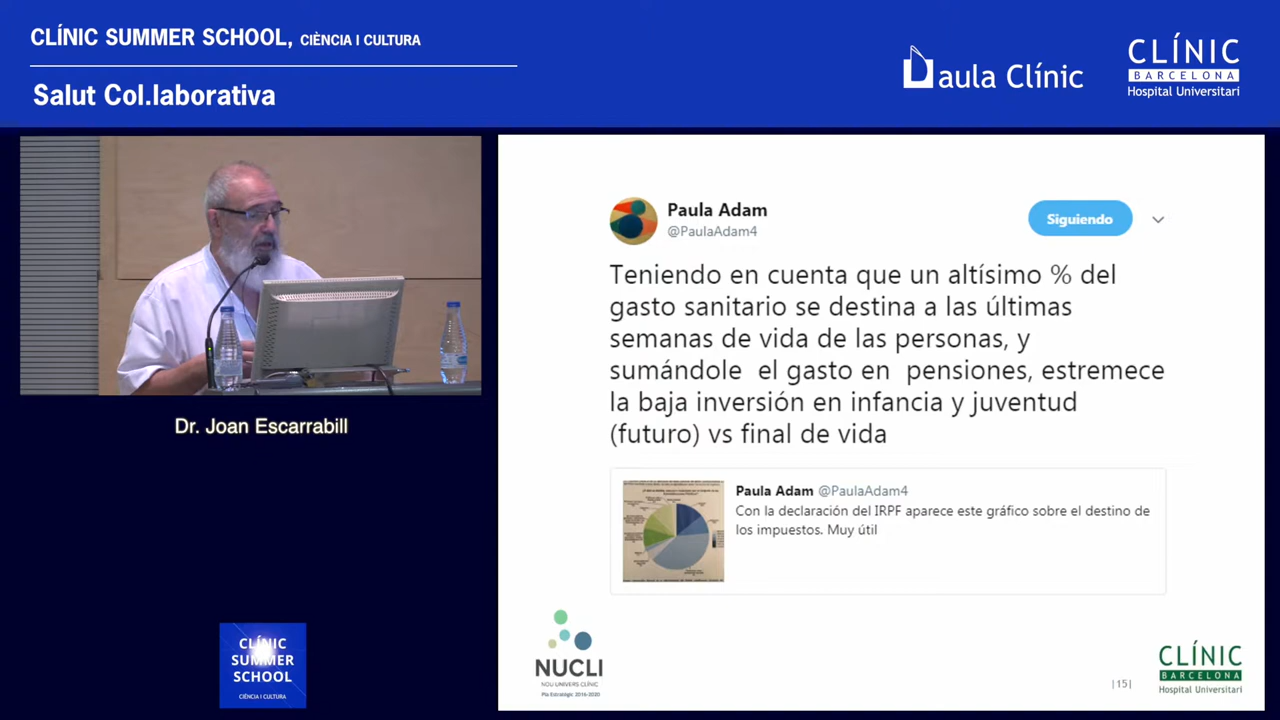 CLÍNIC SUMMER SCHOOL, CIÈNCIA I CULTURA
Salut Col.laborativa
aula Clínic
CLÍNIC
BARCELONA
Hospital Universitari
Paula Adam
@PaulaAdam4
Siguiendo
Teniendo en cuenta que un altísimo % del
gasto sanitario se destina a las últimas
semanas de vida de las personas, y
sumándole el gasto en pensiones, estremece
la baja inversión en infancia y juventud
(futuro) vs final de vida
Paula Adam @PaulaAdam4
Con la declaración del IRPF aparece este gráfico sobre el destino de
los impuestos. Muy útil
Dr. Joan Escarrabill
CLÍNIC
SUMMER
SCHOOL
CIÈNCIA I CULTURA
NUCLI
NOU UNIVERS CLÍNIC
Pla Estratègic 2016-2020
|15|
CLÍNIC
BARCELONA
Hospital Universitari